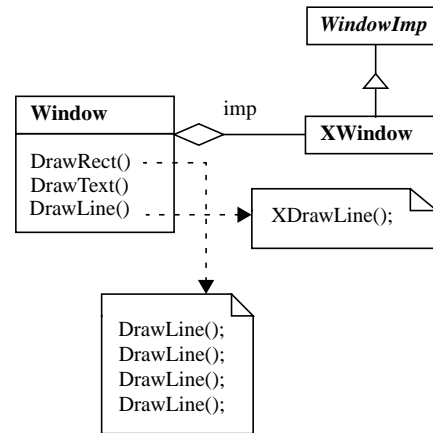 WindowImp
Window
imp
XWindow
DrawRect()
DrawText()
DrawLine()
XDrawLine();
DrawLine();
DrawLine();
DrawLine();
DrawLine();